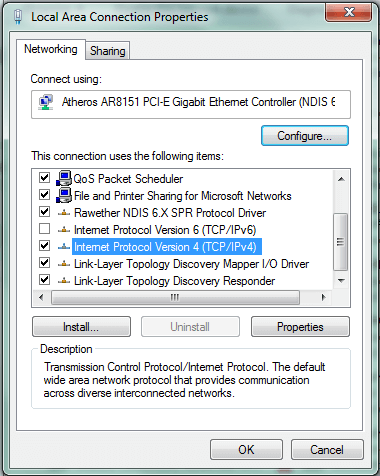 Local Area Connection Properties
Networking
Sharing
Connect using:
Atheros AR8151 PCI-E Gigabit Ethernet Controller (NDIS 6
Configure...
This connection uses the following items:
QoS Packet Scheduler
File and Printer Sharing for Microsoft Networks
Rawether NDIS 6.X SPR Protocol Driver
Internet Protocol Version 6 (TCP/IPv6)
Internet Protocol Version 4 (TCP/IPv4)
Link-Layer Topology Discovery Mapper I/O Driver
Link-Layer Topology Discovery Responder
Install...
Uninstall
Properties
Description
Transmission Control Protocol/Internet Protocol. The default
wide area network protocol that provides communication
across diverse interconnected networks.
OK
Cancel